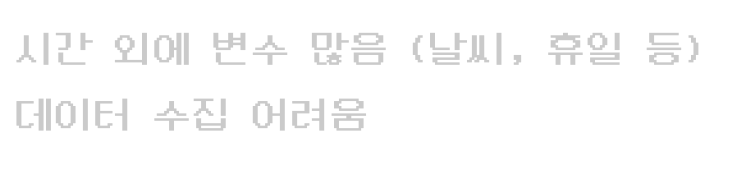 시간 외에 변수 많음 (날씨, 휴일 등)
데이터 수집 어려움